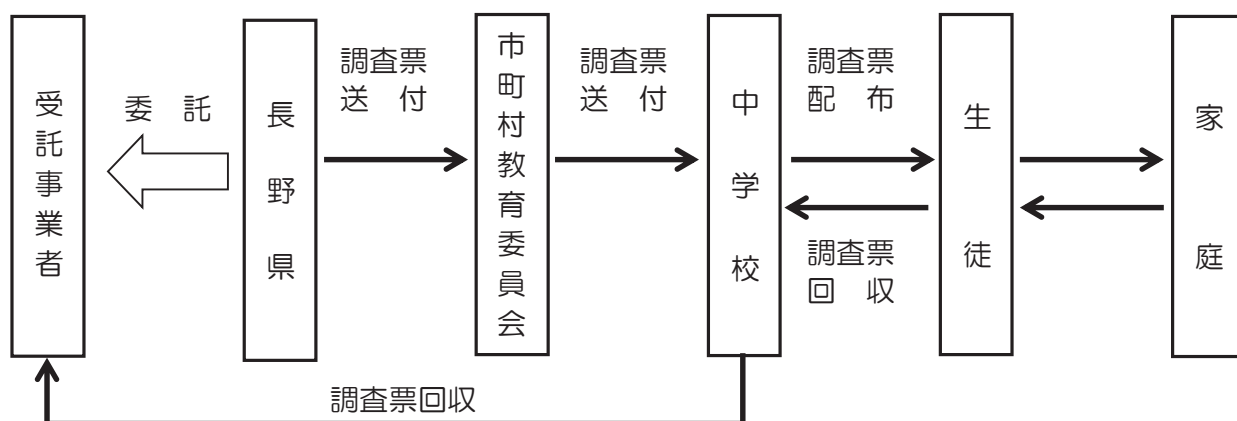 受託事業者
委　託
長野県
調査票
送　付
市町村教育委員会
調査票
送　付
中学校
調査票
配　布
調査票
回　収
生徒
家庭
調査票回収